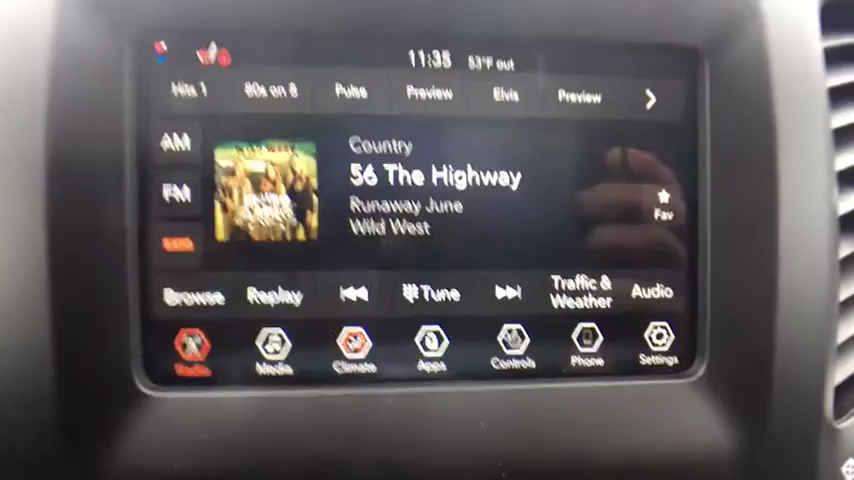 11:35 53°F out
Hits 1 80s on 8 Pulse Preview Elvis Preview
AM
FM
Country
56 The Highway
Runaway June
Wild West
Fav
Browse Replay Tune Traffic & Weather Audio
Radio Media Climate Apps Controls Phone Settings